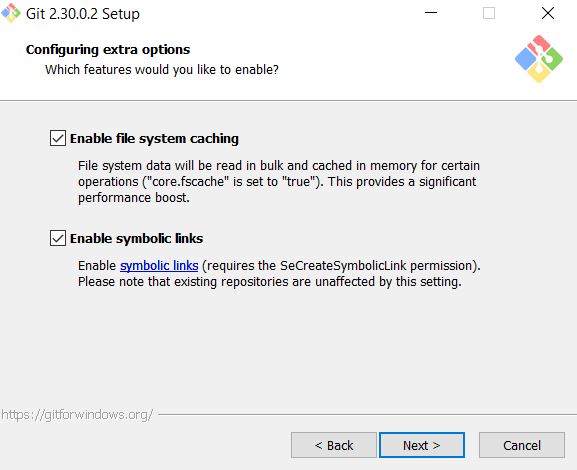 Git 2.30.0.2 Setup
Configuring extra options
Which features would you like to enable?
Enable file system caching
File system data will be read in bulk and cached in memory for certain
operations ("core.fscache" is set to "true"). This provides a significant
performance boost.
Enable symbolic links
Enable symbolic links (requires the SeCreateSymbolicLink permission).
Please note that existing repositories are unaffected by this setting.
https://gitforwindows.org/
< Back
Next >
Cancel